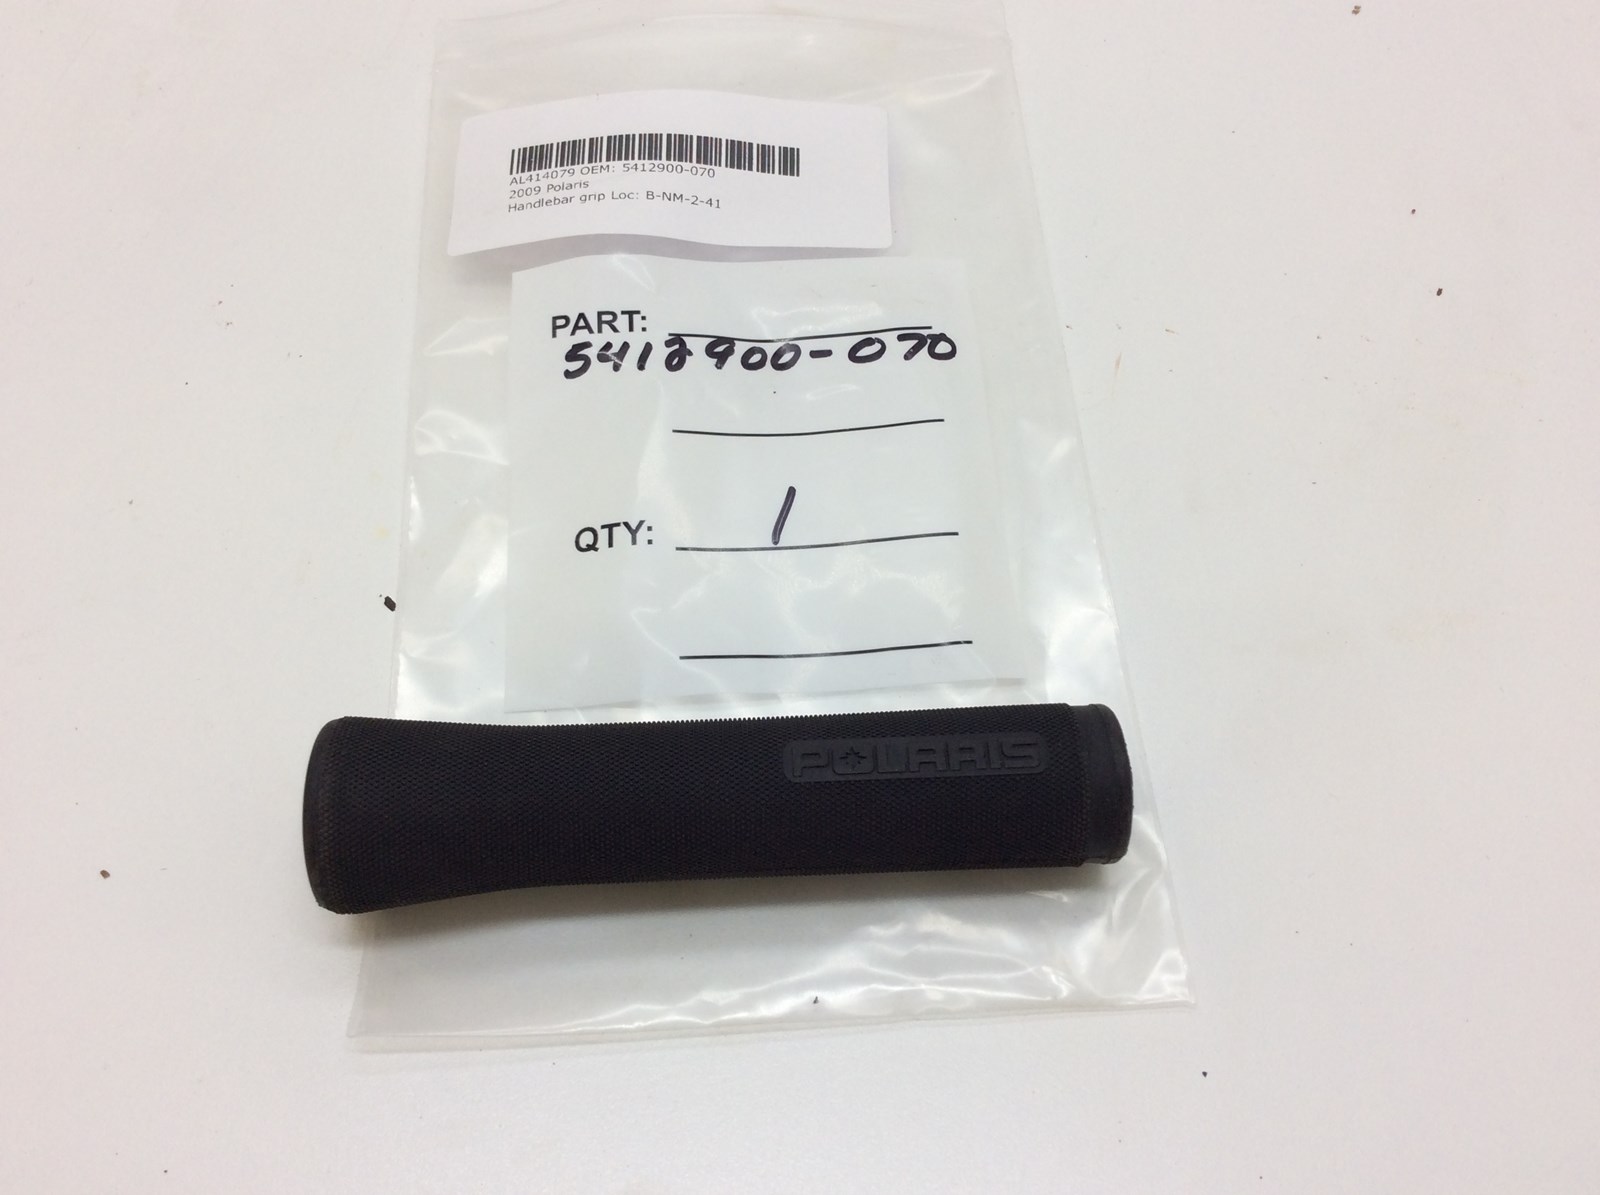 AL414079 OEM: 5412900-070
2009 Polaris
Handlebar grip Loc: B-NM-2-41
PART:
5412900-070
QTY: 1
POLARIS